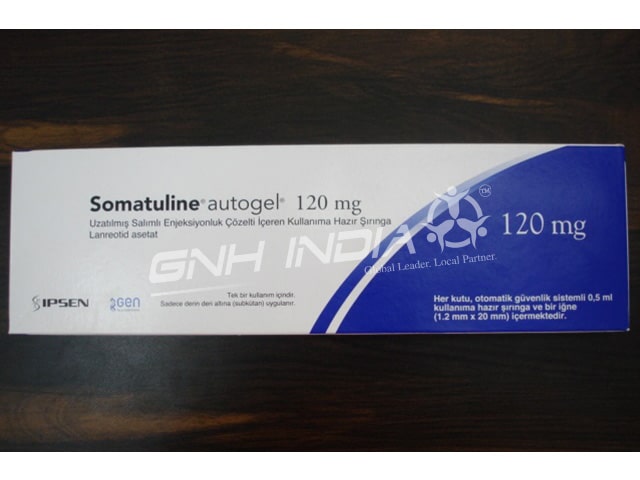 Somatuline® autogel® 120 mg
Uzatılmış Salımlı Enjeksiyonluk Çözelti İçeren Kullanıma Hazır Şırınga
Lanreotid asetat
120 mg
GNH INDIA
TM
Global Leader. Local Partner.
IPSEN
gen
Tek bir kullanım içindir.
Sadece derin deri altına (subkütan) uygulanır.
Her kutu, otomatik güvenlik sistemli 0,5 ml
kullanıma hazır şırınga ve bir iğne
(1.2 mm x 20 mm) içermektedir.